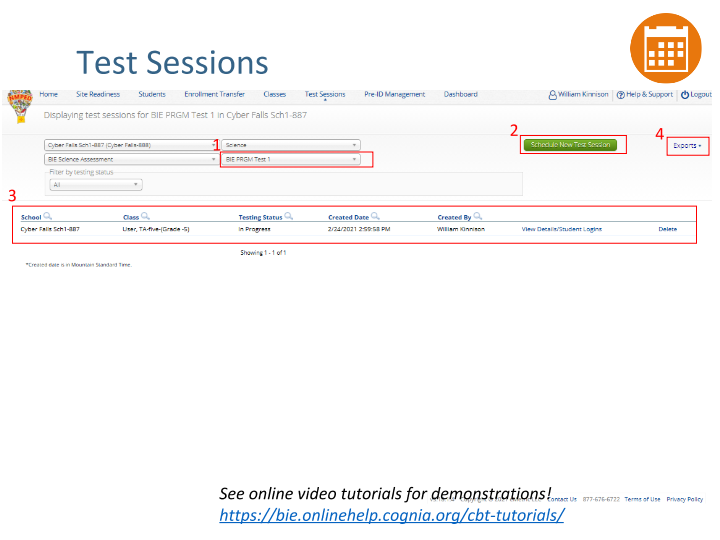 Test Sessions
Home Site Readiness Students Enrollment Transfer Classes Test Sessions Pre-ID Management Dashboard William Kinnison Help & Support Logout
Displaying test sessions for BIE PRGM Test 1 in Cyber Falls Sch1-887
2
4
Cyber Falls Sch1-887 (Cyber Falls-888) 1 Science Schedule New Test Session Exports
BIE Science Assessment BIE PRGM Test 1
Filter by testing status
All
3
School Class Testing Status Created Date Created By
Cyber Falls Sch1-887 User, TA-five-(Grade -5) In Progress 2/24/2021 2:59:58 PM William Kinnison View Details/Student Logins Delete
Showing 1 - 1 of 1
*Created date is in Mountain Standard Time.
See online video tutorials for demonstrations!
Contact Us 877-676-6722 Terms of Use Privacy Policy
https://bie.onlinehelp.cognia.org/cbt-tutorials/